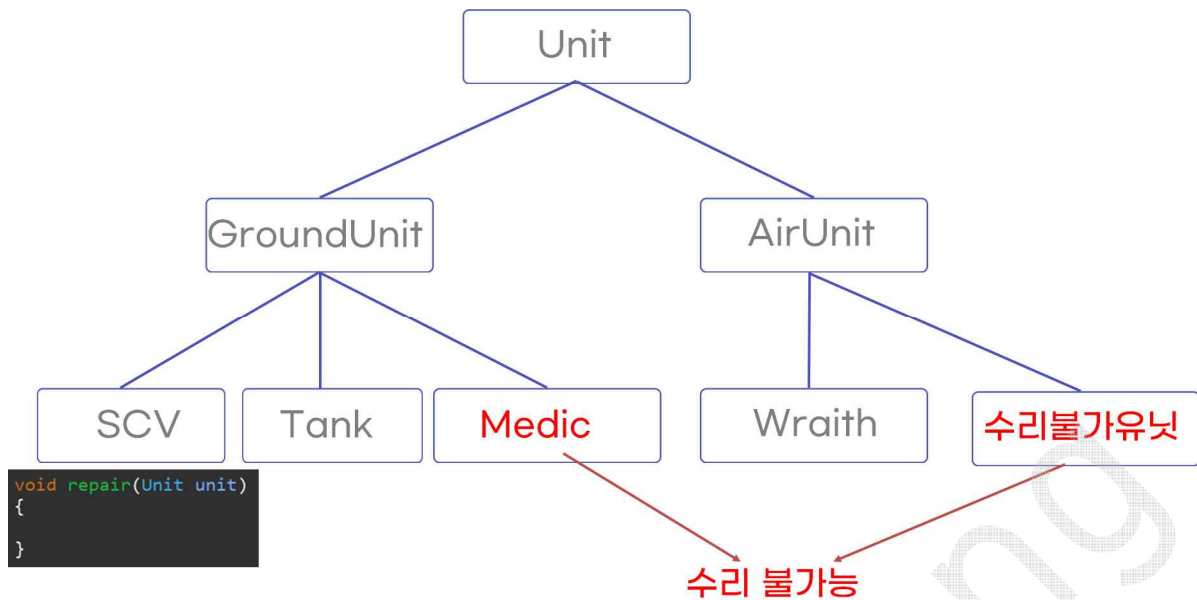 Unit
GroundUnit
AirUnit
SCV
Tank
Medic
Wraith
수리불가유닛
void repair(Unit unit)
{
}
수리 불가능
ng